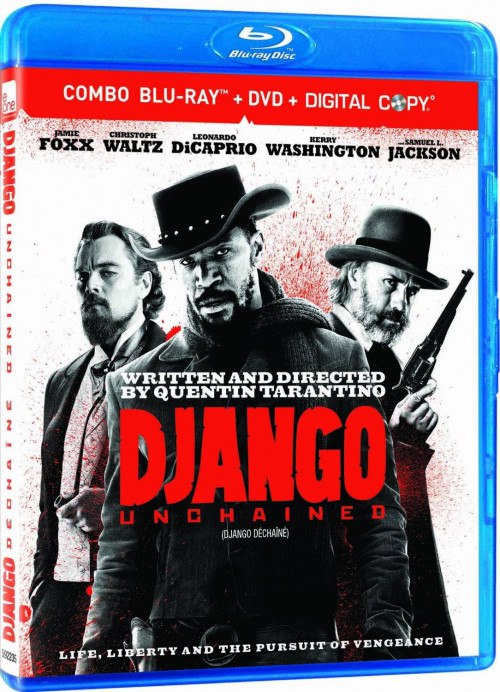 Blu-ray Disc
COMBO BLU-RAY™ + DVD + DIGITAL COPY.
JAMIE FOXX
CHRISTOPH WALTZ
LEONARDO DiCAPRIO
KERRY WASHINGTON
...SAMUEL L. JACKSON
WRITTEN AND DIRECTED
BY QUENTIN TARANTINO
DJANGO
UNCHAINED
(DJANGO DÉCHAÎNÉ)
LIFE, LIBERTY AND THE PURSUIT OF VENGEANCE
eOne
DJANGO UNCHAINED
DJANGO DÉCHAÎNÉ